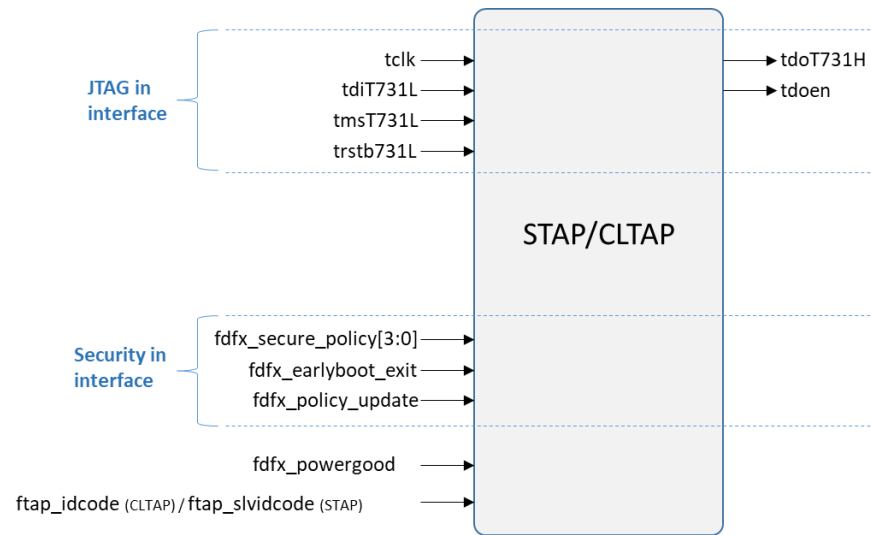 tclk
tdoT731H
JTAG in
interface
tdiT731L
tdoen
tmsT731L
trstb731L
STAP/CLTAP
Security in
interface
fdfx_secure_policy[3:0]
fdfx_earlyboot_exit
fdfx_policy_update
fdfx_powergood
ftap_idcode (CLTAP) / ftap_slvidcode (STAP)